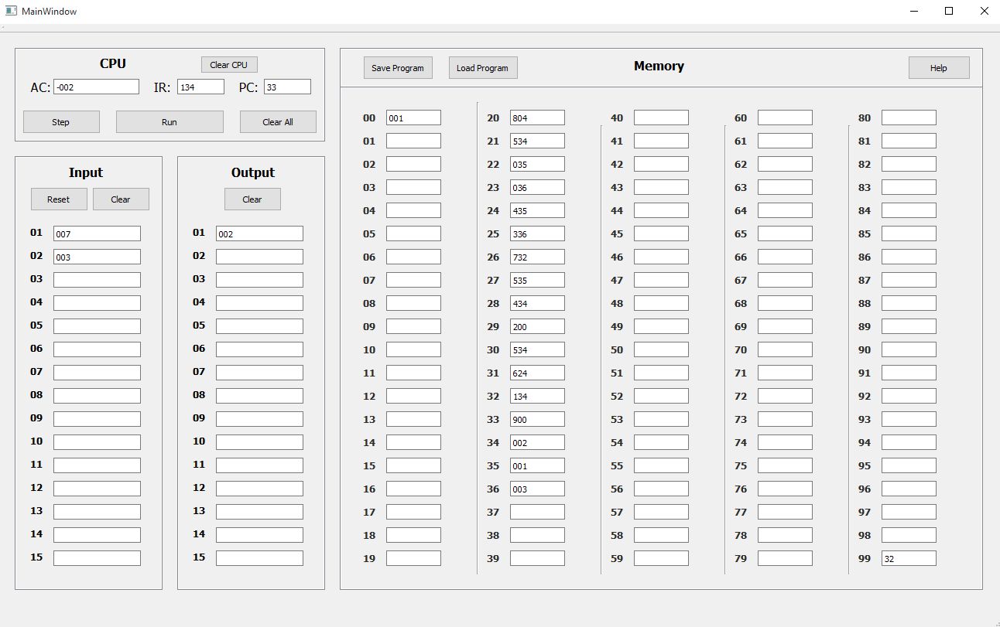 MainWindow
CPU Clear CPU
AC: -002 IR: 134 PC: 33
Step Run Clear All
Input
Reset Clear
01 007
02 003
03
04
05
06
07
08
09
10
11
12
13
14
15
Output
Clear
01 002
02
03
04
05
06
07
08
09
10
11
12
13
14
15
Save Program Load Program Memory Help
00 001 20 804 40 60 80
01 21 534 41 61 81
02 22 035 42 62 82
03 23 036 43 63 83
04 24 435 44 64 84
05 25 336 45 65 85
06 26 732 46 66 86
07 27 535 47 67 87
08 28 434 48 68 88
09 29 200 49 69 89
10 30 534 50 70 90
11 31 624 51 71 91
12 32 134 52 72 92
13 33 900 53 73 93
14 34 002 54 74 94
15 35 001 55 75 95
16 36 003 56 76 96
17 37 57 77 97
18 38 58 78 98
19 39 59 79 99 32